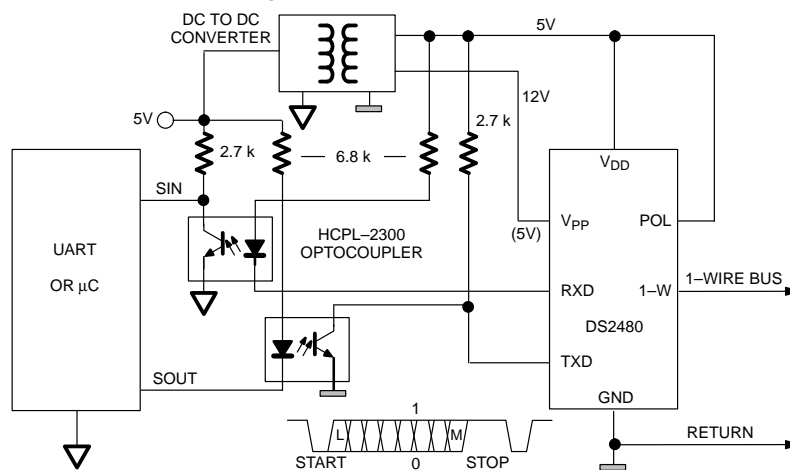 DC TO DC
CONVERTER
5V
12V
5V
2.7 k
6.8 k
2.7 k
SIN
UART
OR μC
HCPL–2300
OPTOCOUPLER
VDD
(5V)
VPP
POL
RXD
1–W
1–WIRE BUS
DS2480
TXD
SOUT
GND
1
L
M
START
0
STOP
RETURN